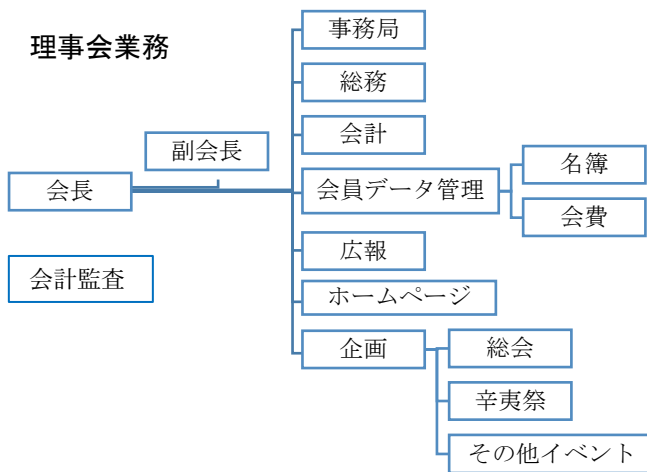 理事会業務
会長
副会長
会計監査
事務局
総務
会計
会員データ管理
名簿
会費
広報
ホームページ
企画
総会
辛夷祭
その他イベント